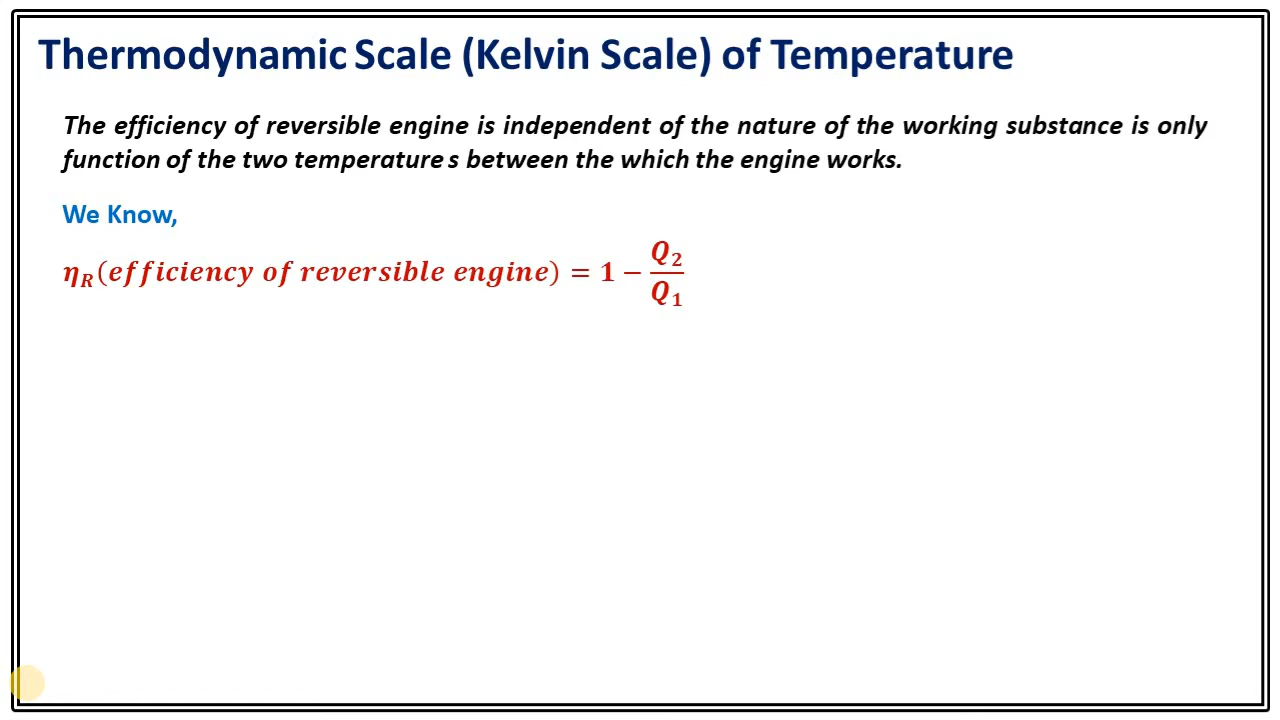 Thermodynamic Scale (Kelvin Scale) of Temperature
The efficiency of reversible engine is independent of the nature of the working substance is only
function of the two temperature s between the which the engine works.
We Know,
η_R(efficiency of reversible engine) = 1 − Q₂/Q₁